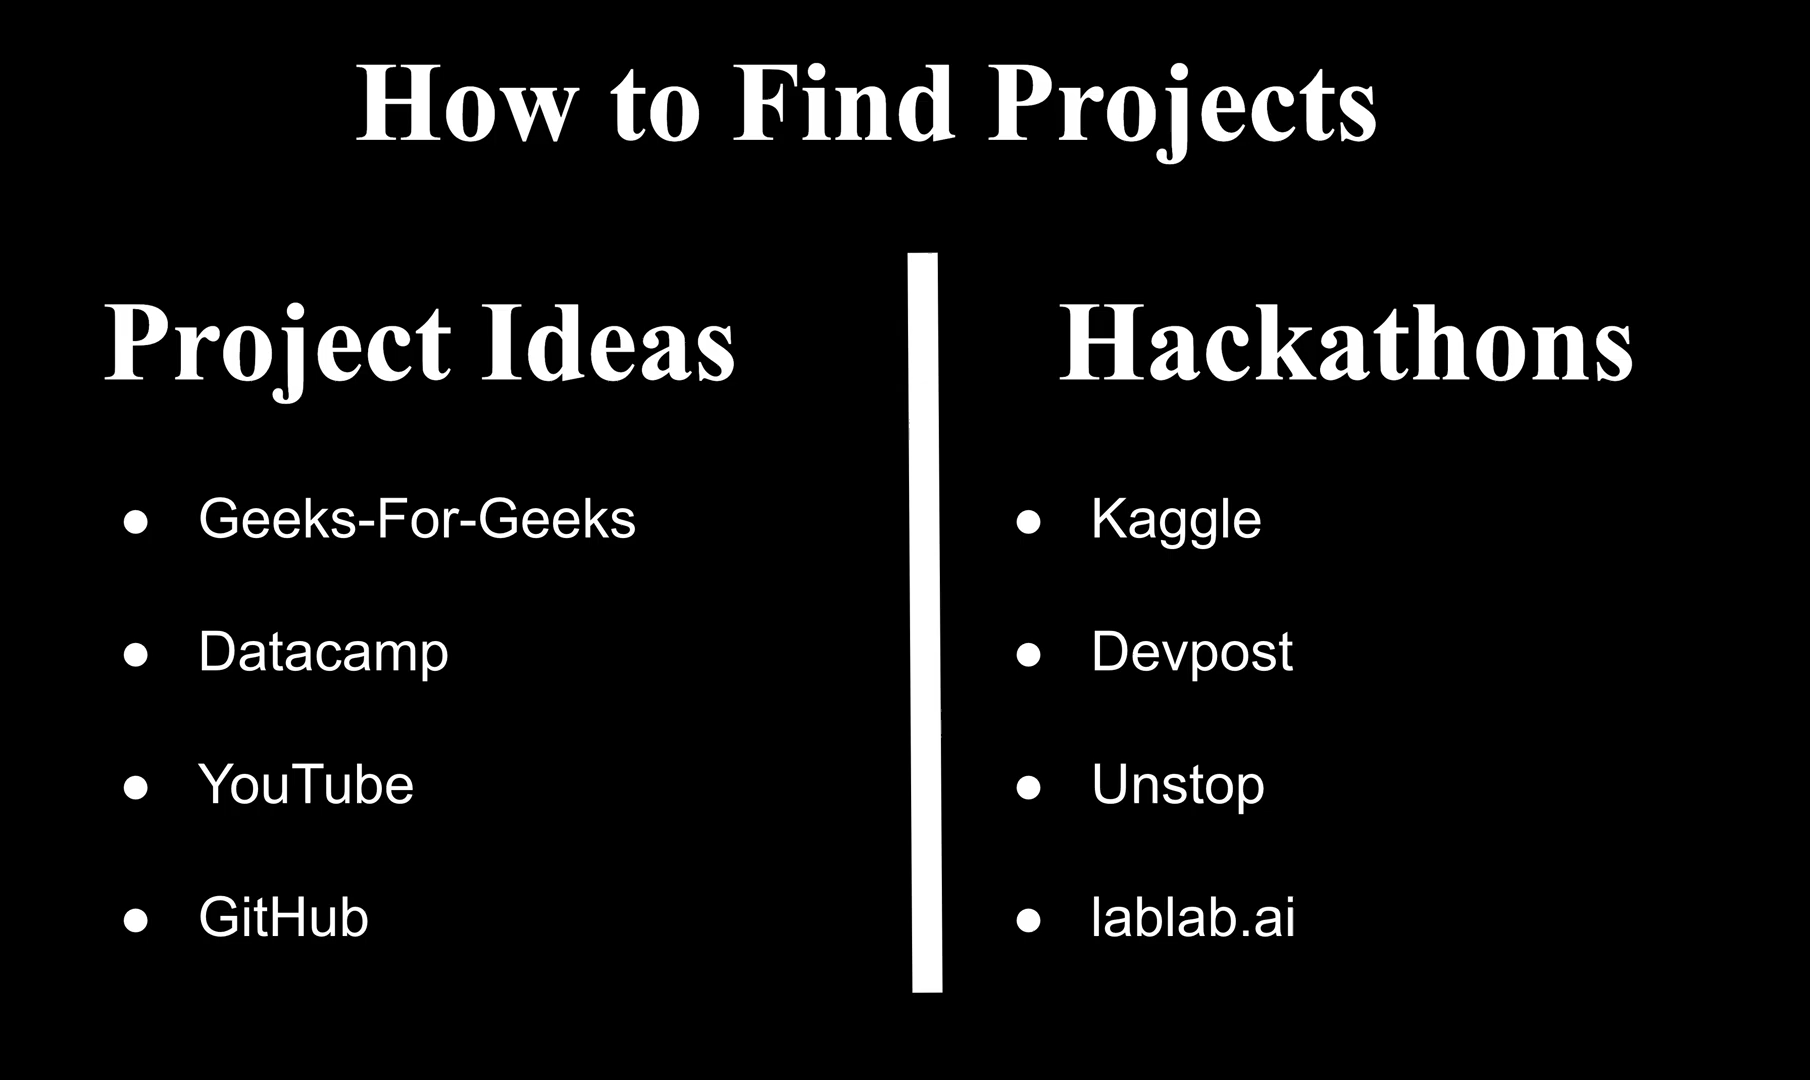 How to Find Projects
Project Ideas
● Geeks-For-Geeks
● Datacamp
● YouTube
● GitHub
Hackathons
● Kaggle
● Devpost
● Unstop
● lablab.ai